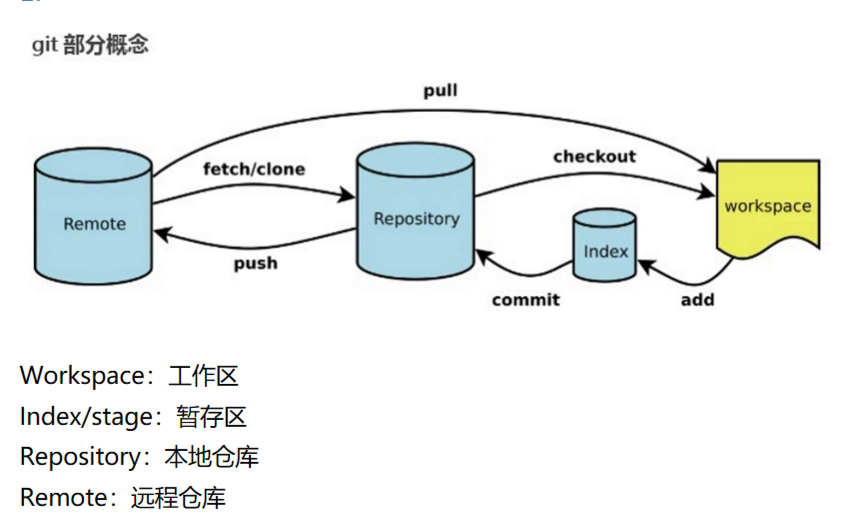 git 部分概念
pull
fetch/clone
checkout
Remote
Repository
workspace
Index
push
commit
add
Workspace：工作区
Index/stage：暂存区
Repository：本地仓库
Remote：远程仓库